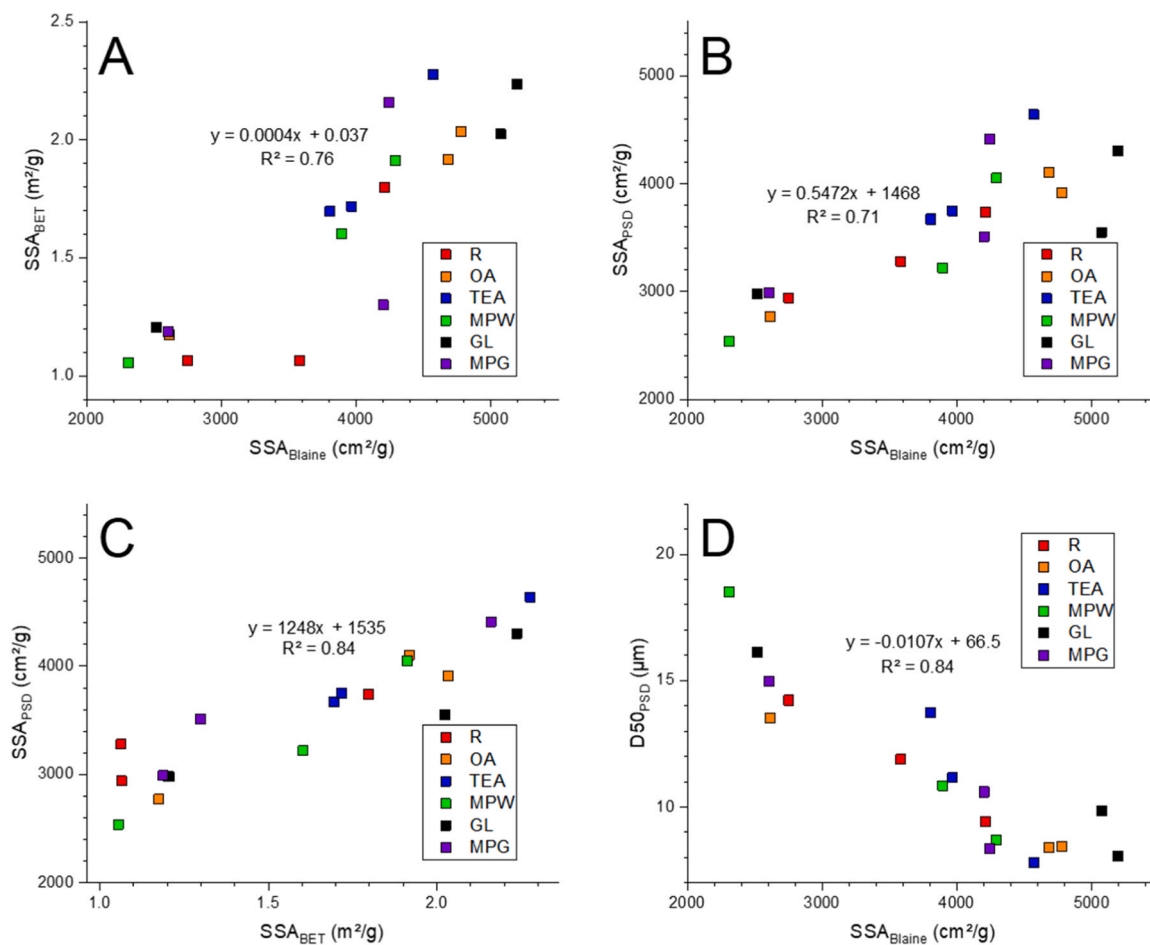 A
2.5
2.0
1.5
1.0
SSA_BET (m²/g)
y = 0.0004x + 0.037
R² = 0.76
R
OA
TEA
MPW
GL
MPG
2000 3000 4000 5000
SSA_Blaine (cm²/g)
B
5000
4000
3000
2000
SSA_PSD (cm²/g)
y = 0.5472x + 1468
R² = 0.71
R
OA
TEA
MPW
GL
MPG
2000 3000 4000 5000
SSA_Blaine (cm²/g)
C
5000
4000
3000
2000
SSA_PSD (cm²/g)
y = 1248x + 1535
R² = 0.84
R
OA
TEA
MPW
GL
MPG
1.0 1.5 2.0
SSA_BET (m²/g)
D
20
15
10
D50_PSD (µm)
R
OA
TEA
MPW
GL
MPG
y = -0.0107x + 66.5
R² = 0.84
2000 3000 4000 5000
SSA_Blaine (cm²/g)